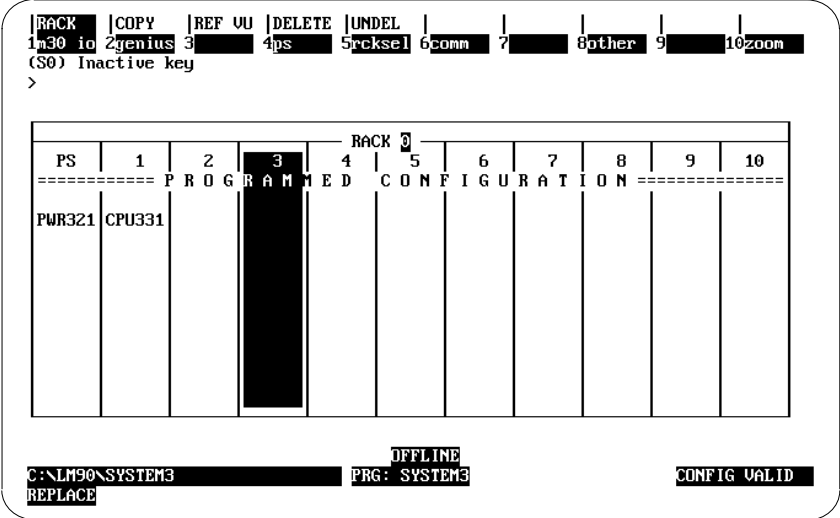 |RACK |COPY |REF VU |DELETE |UNDEL | | | | |
1m30 io 2genius 3 4ps 5rcksel 6comm 7 8other 9 10zoom
(S0) Inactive key
>
RACK 0
PS 1 2 3 4 5 6 7 8 9 10
============ P R O G R A M M E D C O N F I G U R A T I O N ===============
PWR321 CPU331
OFFLINE
C:\LM90\SYSTEM3 PRG: SYSTEM3 CONFIG VALID
REPLACE